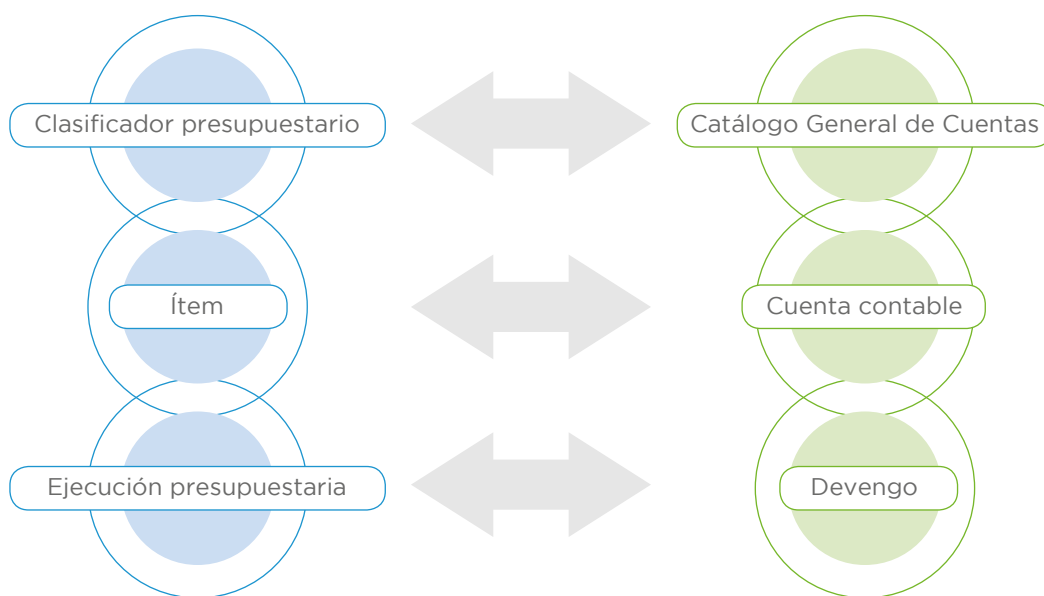 Clasificador presupuestario
Catálogo General de Cuentas
Ítem
Cuenta contable
Ejecución presupuestaria
Devengo